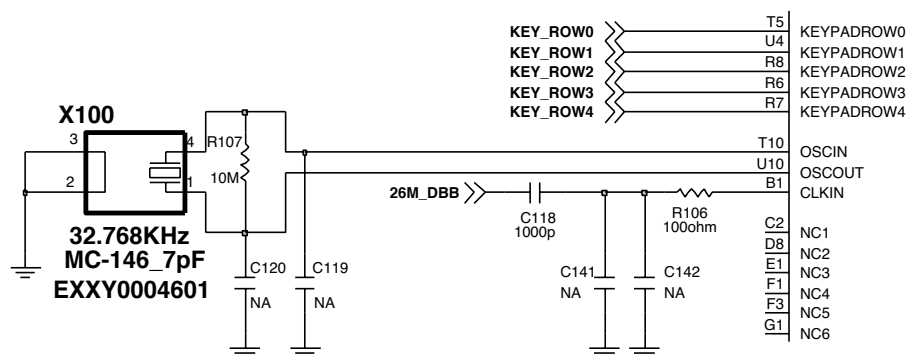 T5
KEY_ROW0
KEYPADROW0
U4
KEY_ROW1
KEYPADROW1
R8
KEY_ROW2
KEYPADROW2
R6
KEY_ROW3
KEYPADROW3
R7
KEY_ROW4
KEYPADROW4
X100
3
4
R107
2
1
10M
T10
OSCIN
U10
OSCOUT
B1
26M_DBB
CLKIN
C118
1000p
R106
100ohm
32.768KHz
MC-146_7pF
EXXY0004601
C120
NA
C119
NA
C141
NA
C142
NA
C2
NC1
D8
NC2
E1
NC3
F1
NC4
F3
NC5
G1
NC6